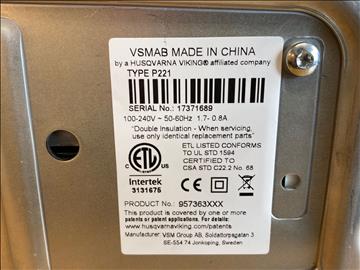 VSMAB MADE IN CHINA
by a HUSQVARNA VIKING® affiliated company
TYPE P221
SERIAL No.: 17371689
100-240V ~ 50-60Hz 1.7- 0.8A
"Double Insulation - When servicing,
use only identical replacement parts"
ETL LISTED CONFORMS
TO UL STD 1594
CERTIFIED TO
CSA STD C22.2 No. 68
C ETL US
LISTED
Intertek
3131675
PRODUCT No.: 957363XXX
This product is covered by one or more
patents or patent applications. For details:
www.husqvarnaviking.com/patents
Manufacturer: VSM Group AB, Soldattorpsgatan 3
SE-554 74 Jonkoping, Sweden